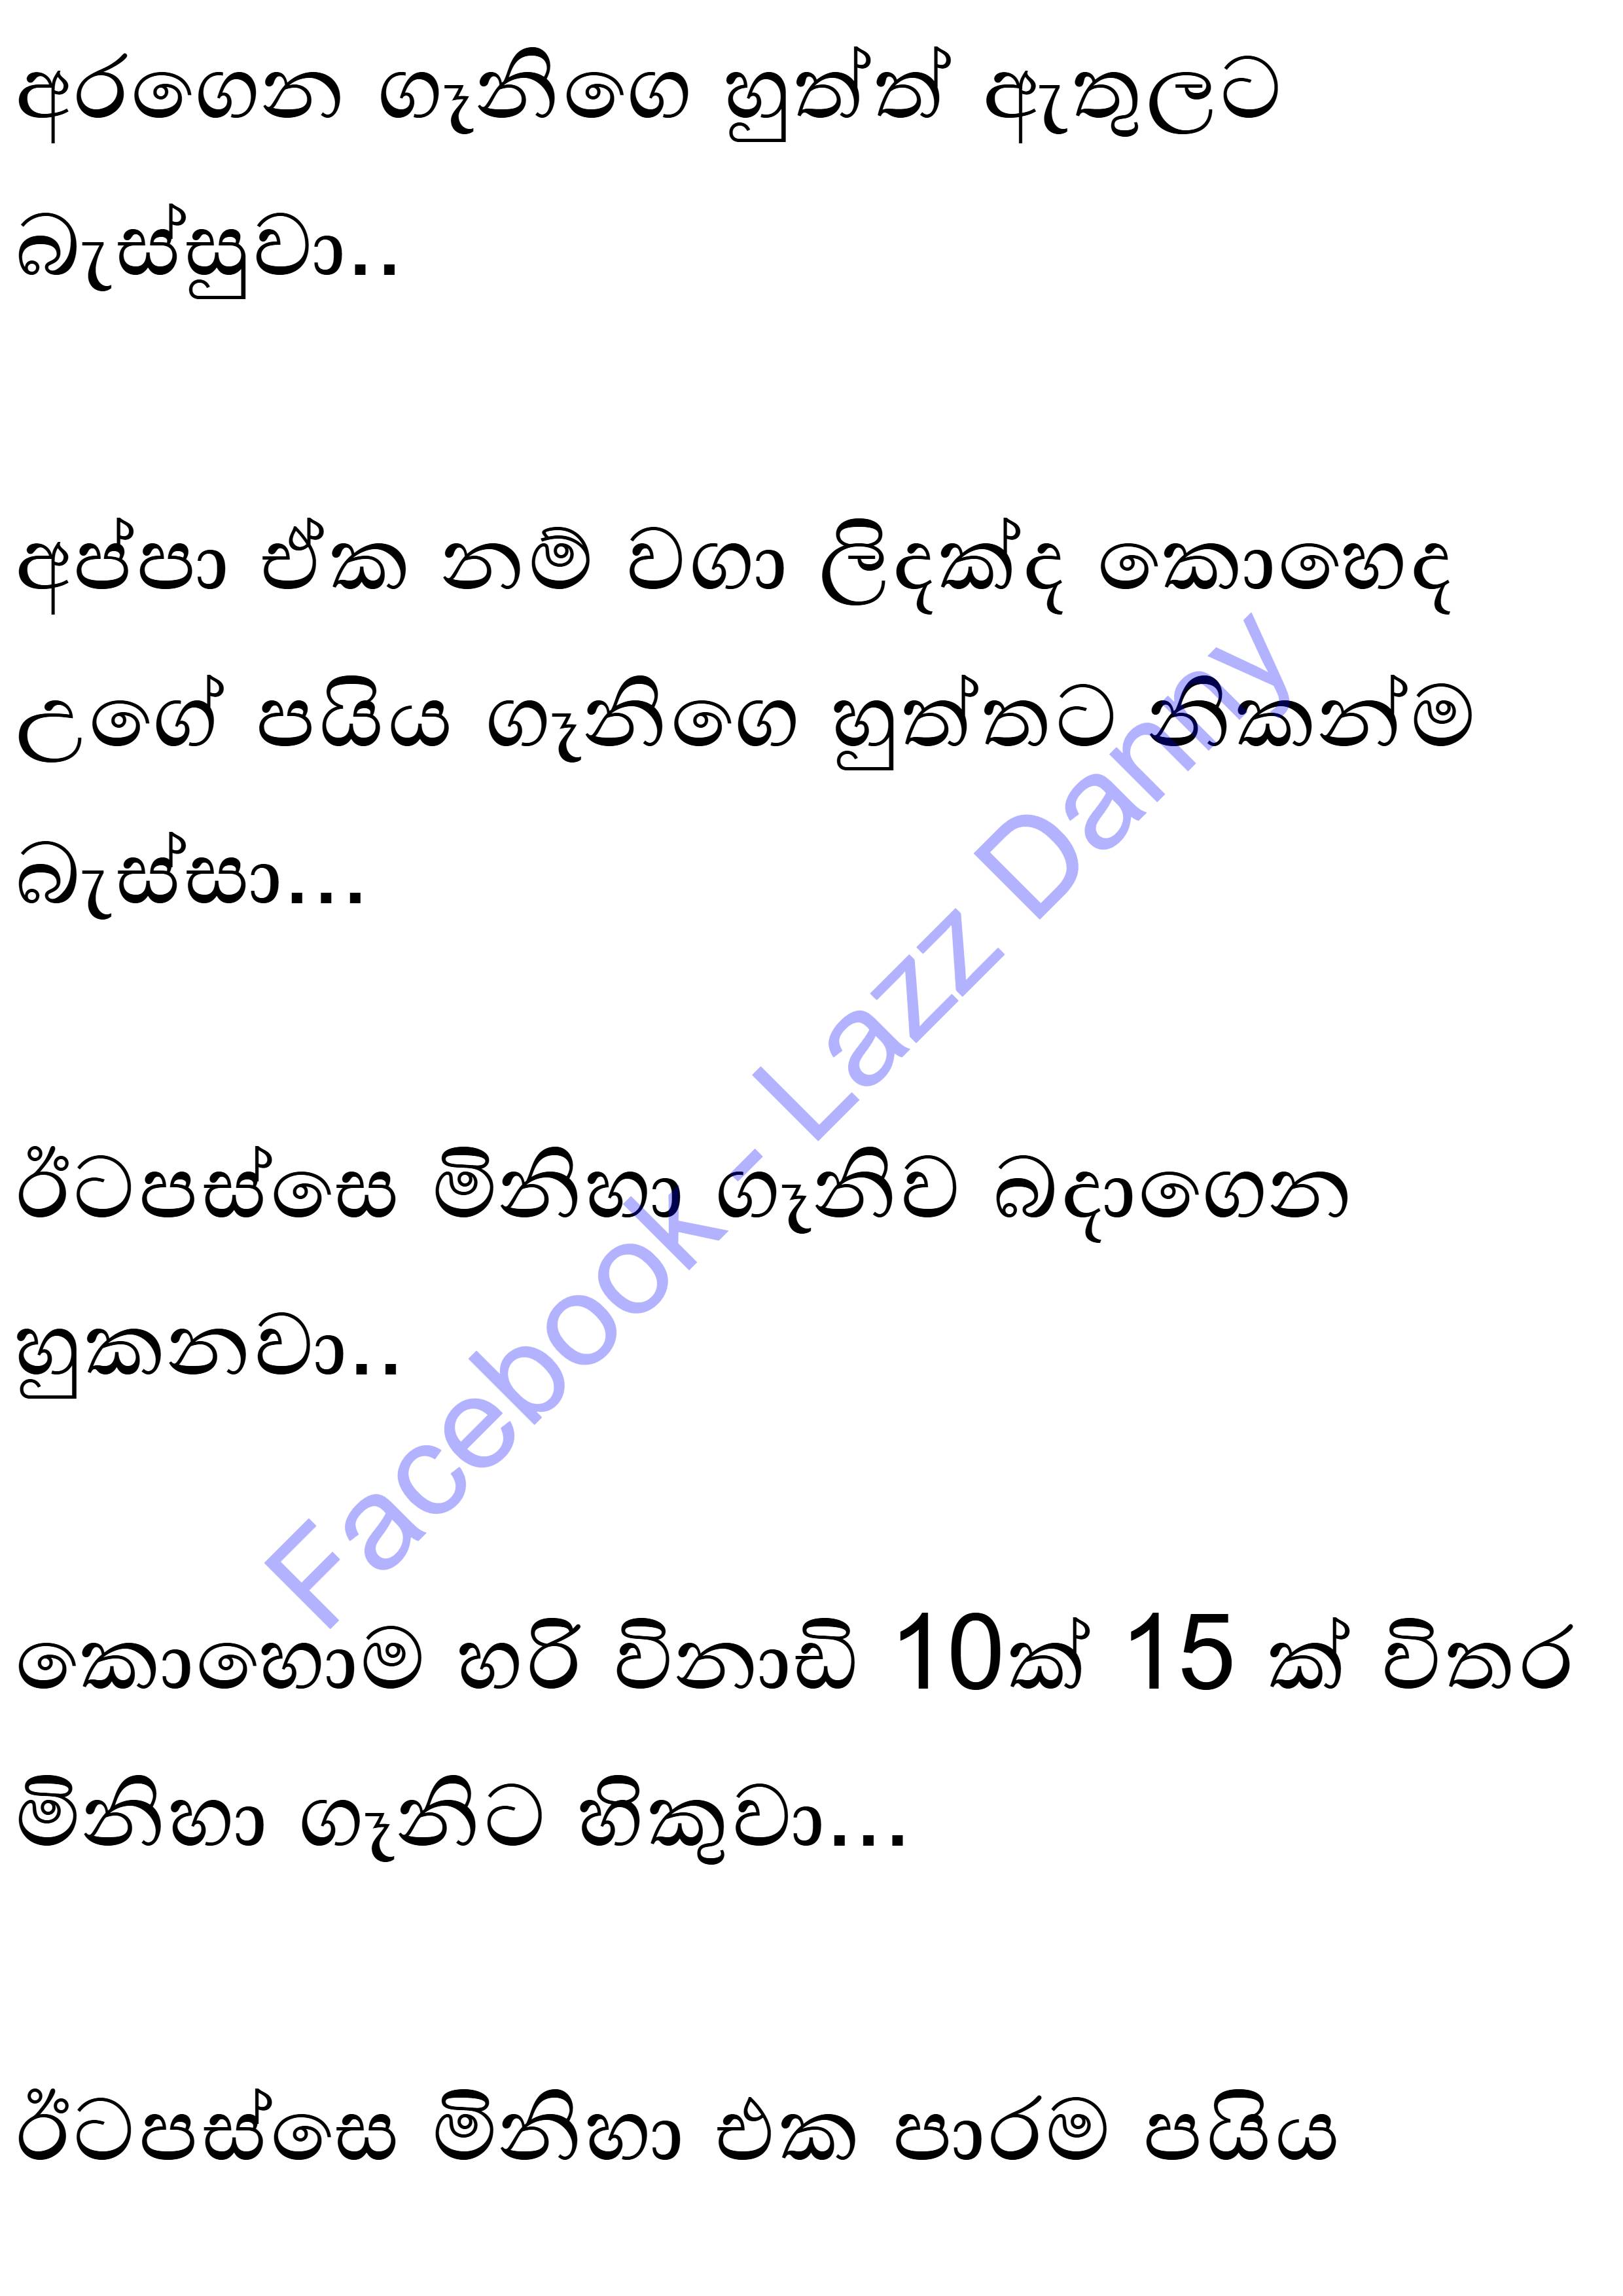 අරගෙන ගෑනිගෙ හුත්ත් ඇතුලට
බැස්සුවා..
අප්පා ඒක නම් වගා ලිදක්ද කොහෙද
උගේ පයිය ගෑනිගෙ හුත්තට නිකන්ම
බැස්සා...
ඊටපස්සෙ මිනිහා ගෑනිව බදාගෙන
හුකනවා..
කොහොම හරි විනාඩි 10ක් 15 ක් විතර
මිනිහා ගෑනිට හිකුවා...
ඊටපස්සෙ මිනිහා එක පාරම පයිය
Facebook - Lazz Danny